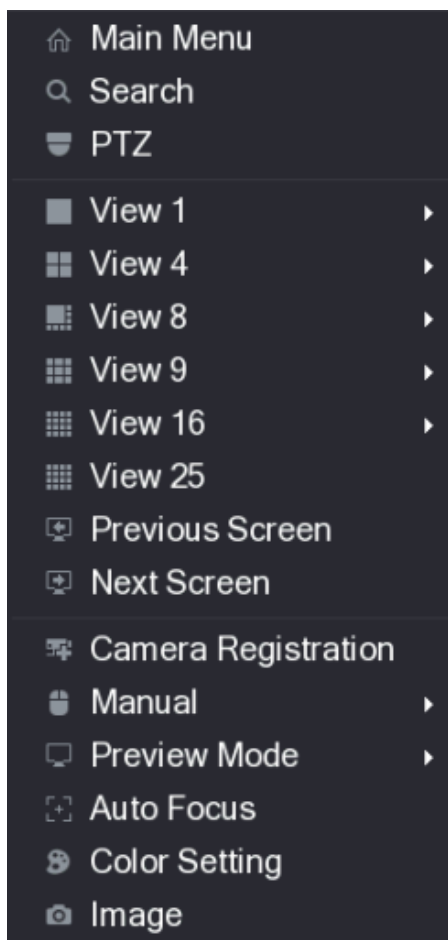 Main Menu
Search
PTZ
View 1
View 4
View 8
View 9
View 16
View 25
Previous Screen
Next Screen
Camera Registration
Manual
Preview Mode
Auto Focus
Color Setting
Image